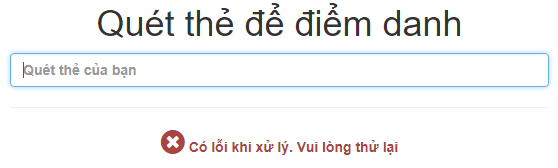 Quét thẻ để điểm danh
Quét thẻ của bạn
Có lỗi khi xử lý. Vui lòng thử lại